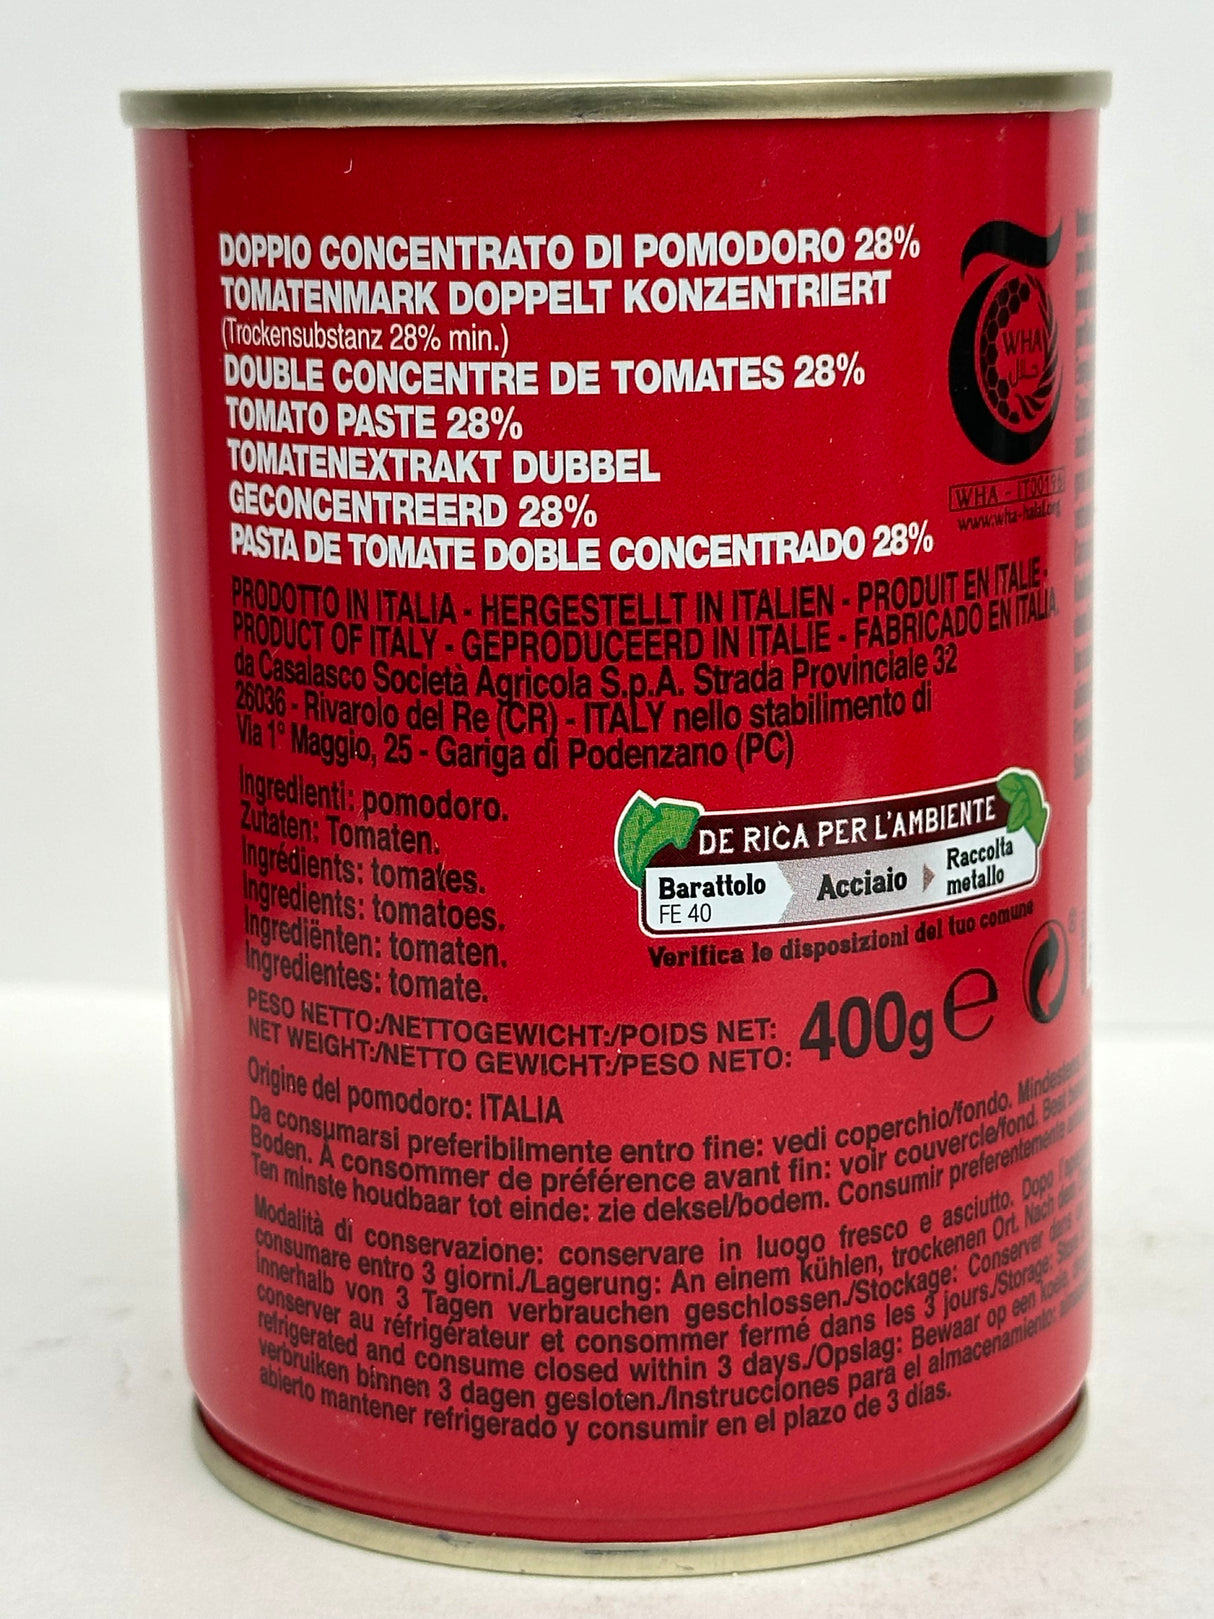 DOPPIO CONCENTRATO DI POMODORO 28%
TOMATENMARK DOPPELT KONZENTRIERT
(Trockensubstanz 28% min.)
DOUBLE CONCENTRE DE TOMATES 28%
TOMATO PASTE 28%
TOMATENEXTRAKT DUBBEL
GECONCENTREERD 28%
PASTA DE TOMATE DOBLE CONCENTRADO 28%
WHA
حلال
WHA - IT00195
www.wha-halal.org
PRODOTTO IN ITALIA - HERGESTELLT IN ITALIEN - PRODUIT EN ITALIE -
PRODUCT OF ITALY - GEPRODUCEERD IN ITALIE - FABRICADO EN ITALIA,
da Casalasco Società Agricola S.p.A. Strada Provinciale 32
26036 - Rivarolo del Re (CR) - ITALY nello stabilimento di
Via 1° Maggio, 25 - Gariga di Podenzano (PC)
Ingredienti: pomodoro.
Zutaten: Tomaten.
Ingrédients: tomates.
Ingredients: tomatoes.
Ingrediënten: tomaten.
Ingredientes: tomate.
DE RICA PER L'AMBIENTE
Barattolo
FE 40
Acciaio
Raccolta
metallo
Verifica le disposizioni del tuo comune
PESO NETTO:/NETTOGEWICHT:/POIDS NET:
NET WEIGHT:/NETTO GEWICHT:/PESO NETO:
400g e
Origine del pomodoro: ITALIA
Da consumarsi preferibilmente entro fine: vedi coperchio/fondo. Mindestens
Boden. A consommer de préférence avant fin: voir couvercle/fond. Best
Ten minste houdbaar tot einde: zie deksel/bodem. Consumir preferentemente
Modalità di conservazione: conservare in luogo fresco e asciutto. Dopo
consumare entro 3 giorni./Lagerung: An einem kühlen, trockenen Ort. Nach
innerhalb von 3 Tagen verbrauchen geschlossen./Stockage: Conserver dans
conserver au réfrigérateur et consommer fermé dans les 3 jours./Storage:
refrigerated and consume closed within 3 days./Opslag: Bewaar op een
verbruiken binnen 3 dagen gesloten./Instrucciones para el almacenamiento:
abierto mantener refrigerado y consumir en el plazo de 3 días.